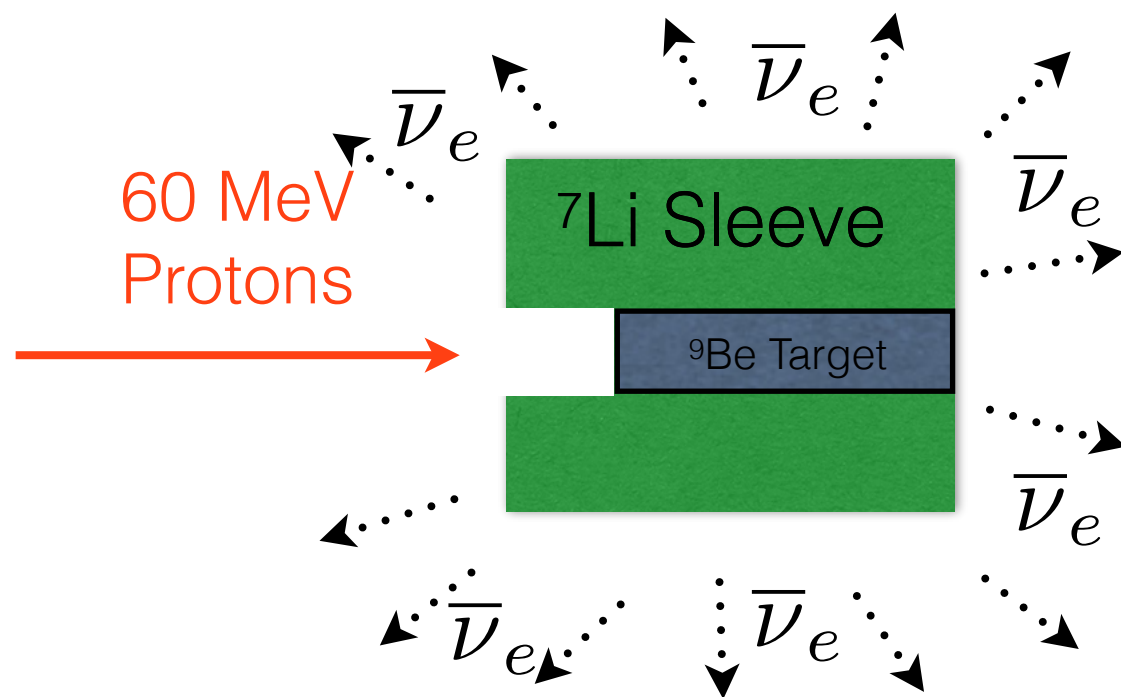 ν̅ₑ
ν̅ₑ
ν̅ₑ
60 MeV
Protons
⁷Li Sleeve
⁹Be Target
ν̅ₑ
ν̅ₑ
ν̅ₑ